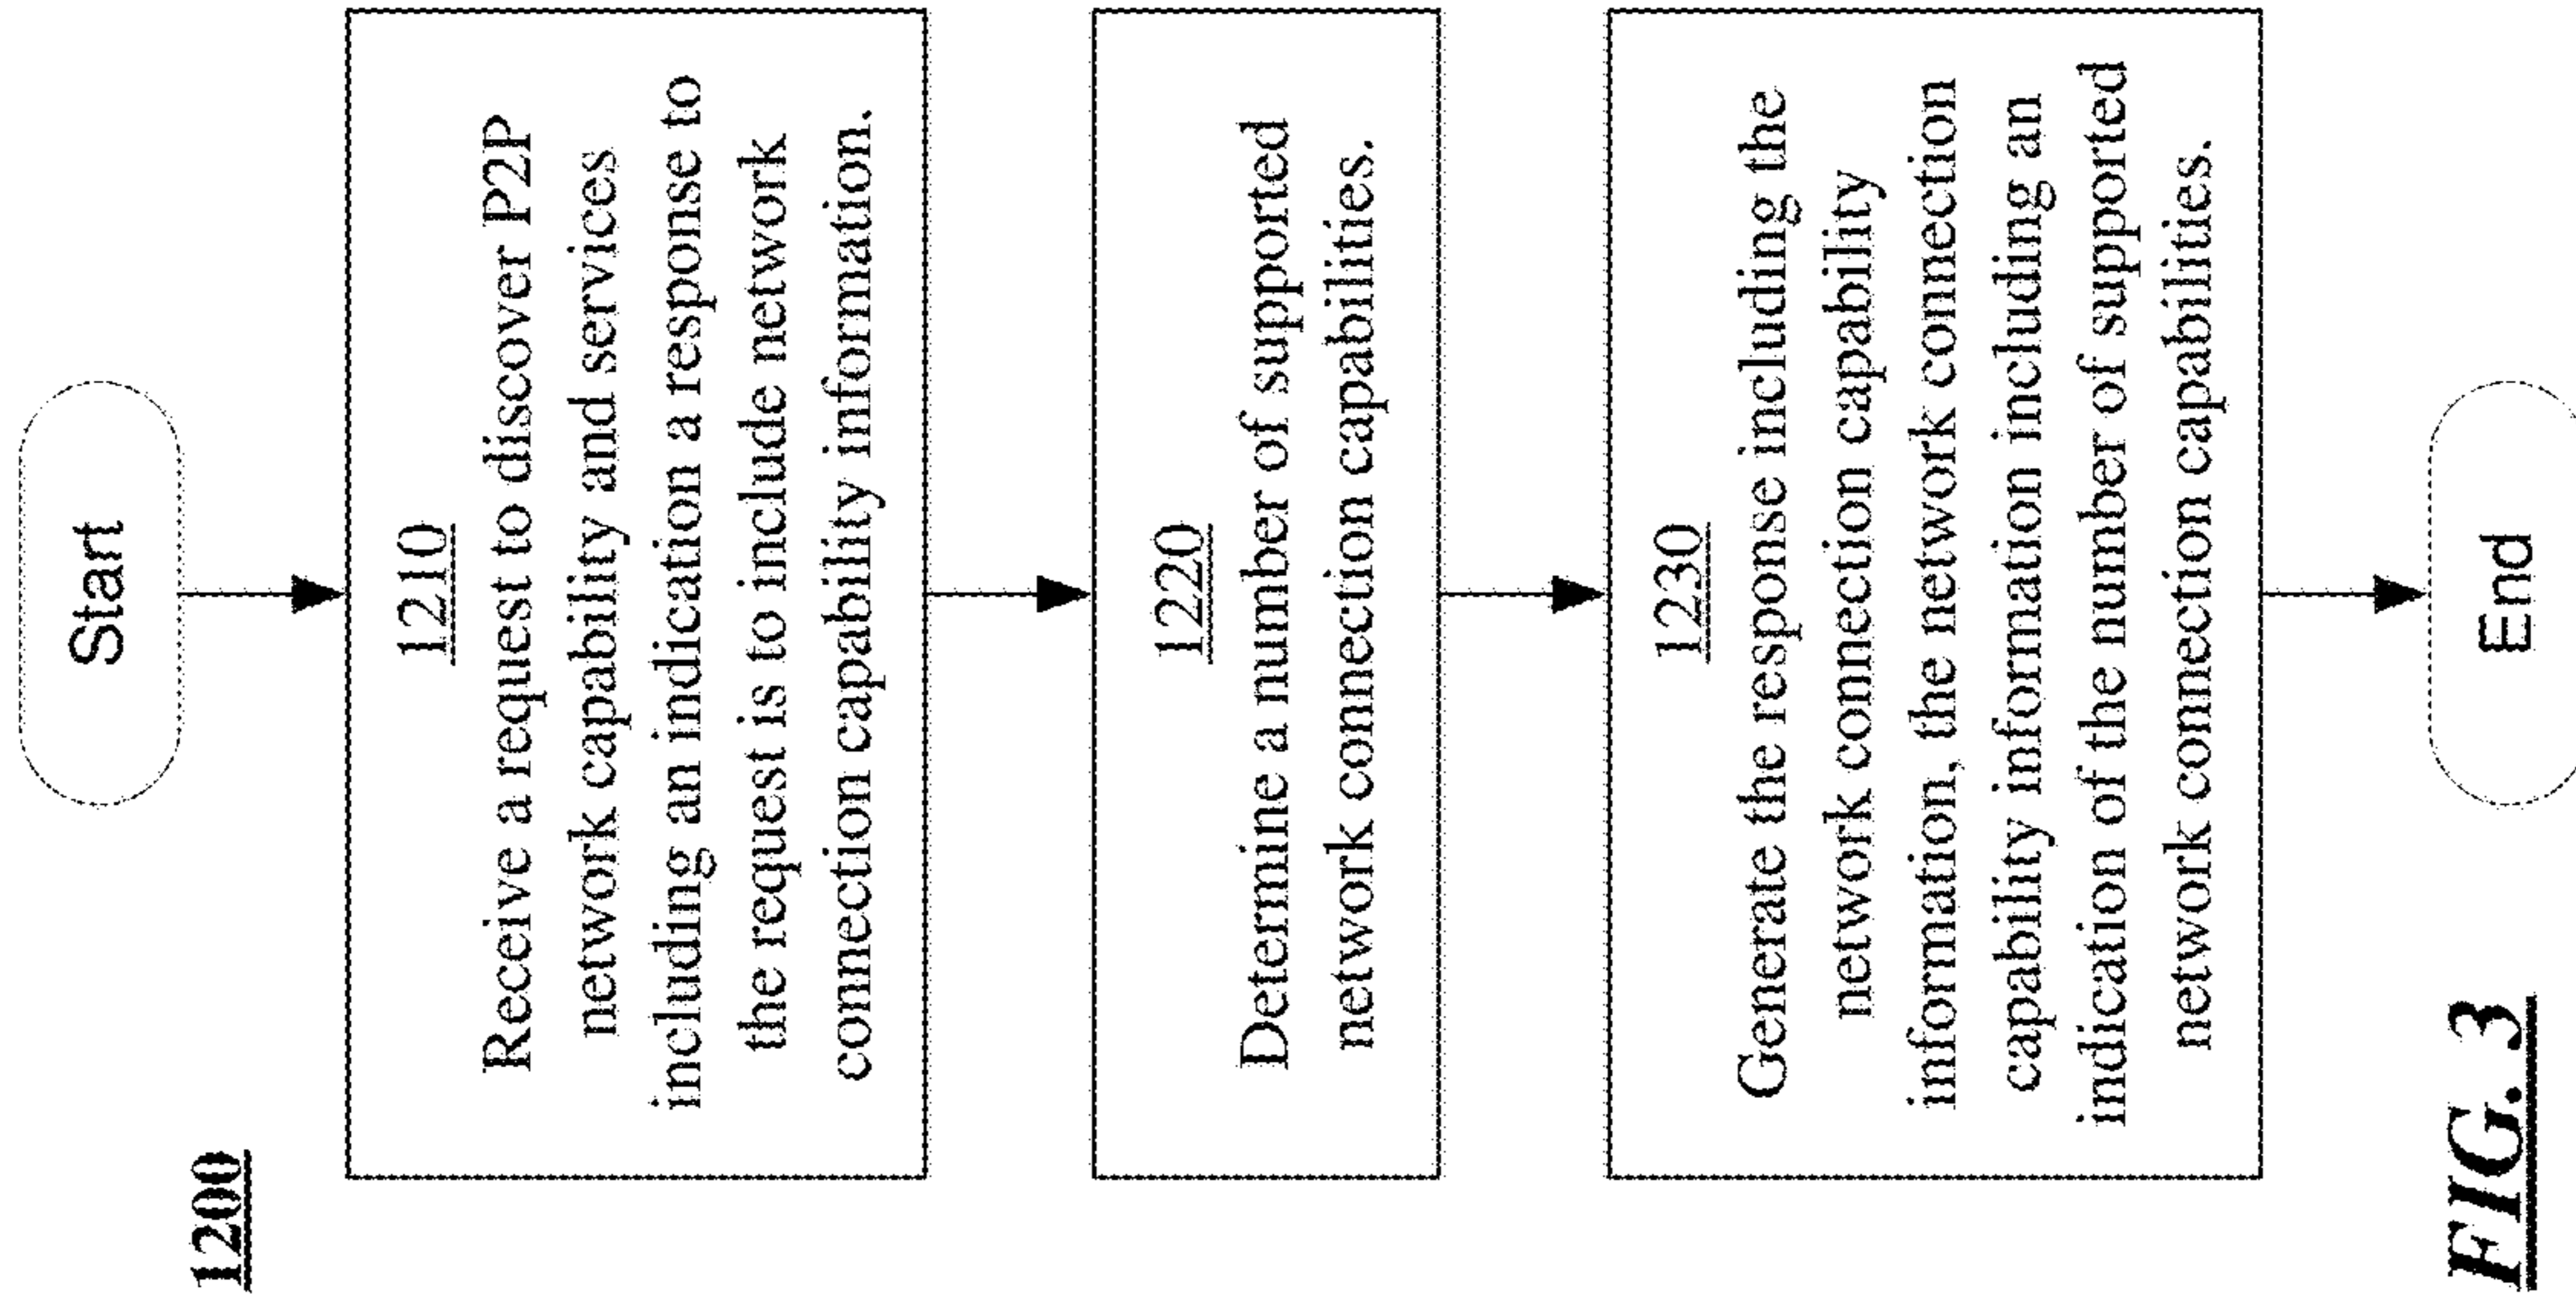 1200
Start
1210
Receive a request to discover P2P
network capability and services
including an indication a response to
the request is to include network
connection capability information.
1220
Determine a number of supported
network connection capabilities.
1230
Generate the response including the
network connection capability
information, the network connection
capability information including an
indication of the number of supported
network connection capabilities.
End
FIG. 3